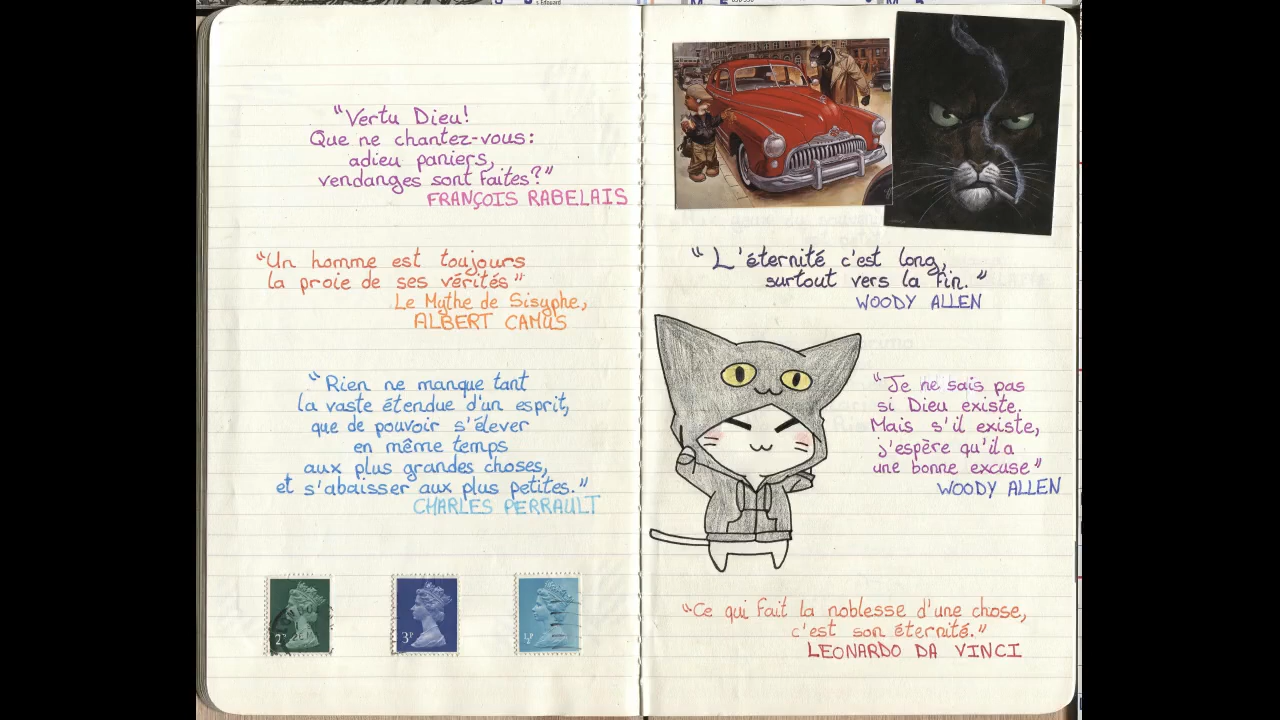 "Vertu Dieu!
Que ne chantez-vous:
adieu paniers,
vendanges sont faites?"
FRANÇOIS RABELAIS
"Un homme est toujours
la proie de ses vérités"
Le Mythe de Sisyphe,
ALBERT CAMUS
"Rien ne manque tant
la vaste étendue d'un esprit,
que de pouvoir s'élever
en même temps
aux plus grandes choses,
et s'abaisser aux plus petites."
CHARLES PERRAULT
2P
3P
½P
"L'éternité c'est long,
surtout vers la fin."
WOODY ALLEN
"Je ne sais pas
si Dieu existe.
Mais s'il existe,
j'espère qu'il a
une bonne excuse"
WOODY ALLEN
"Ce qui fait la noblesse d'une chose,
c'est son éternité."
LEONARDO DA VINCI